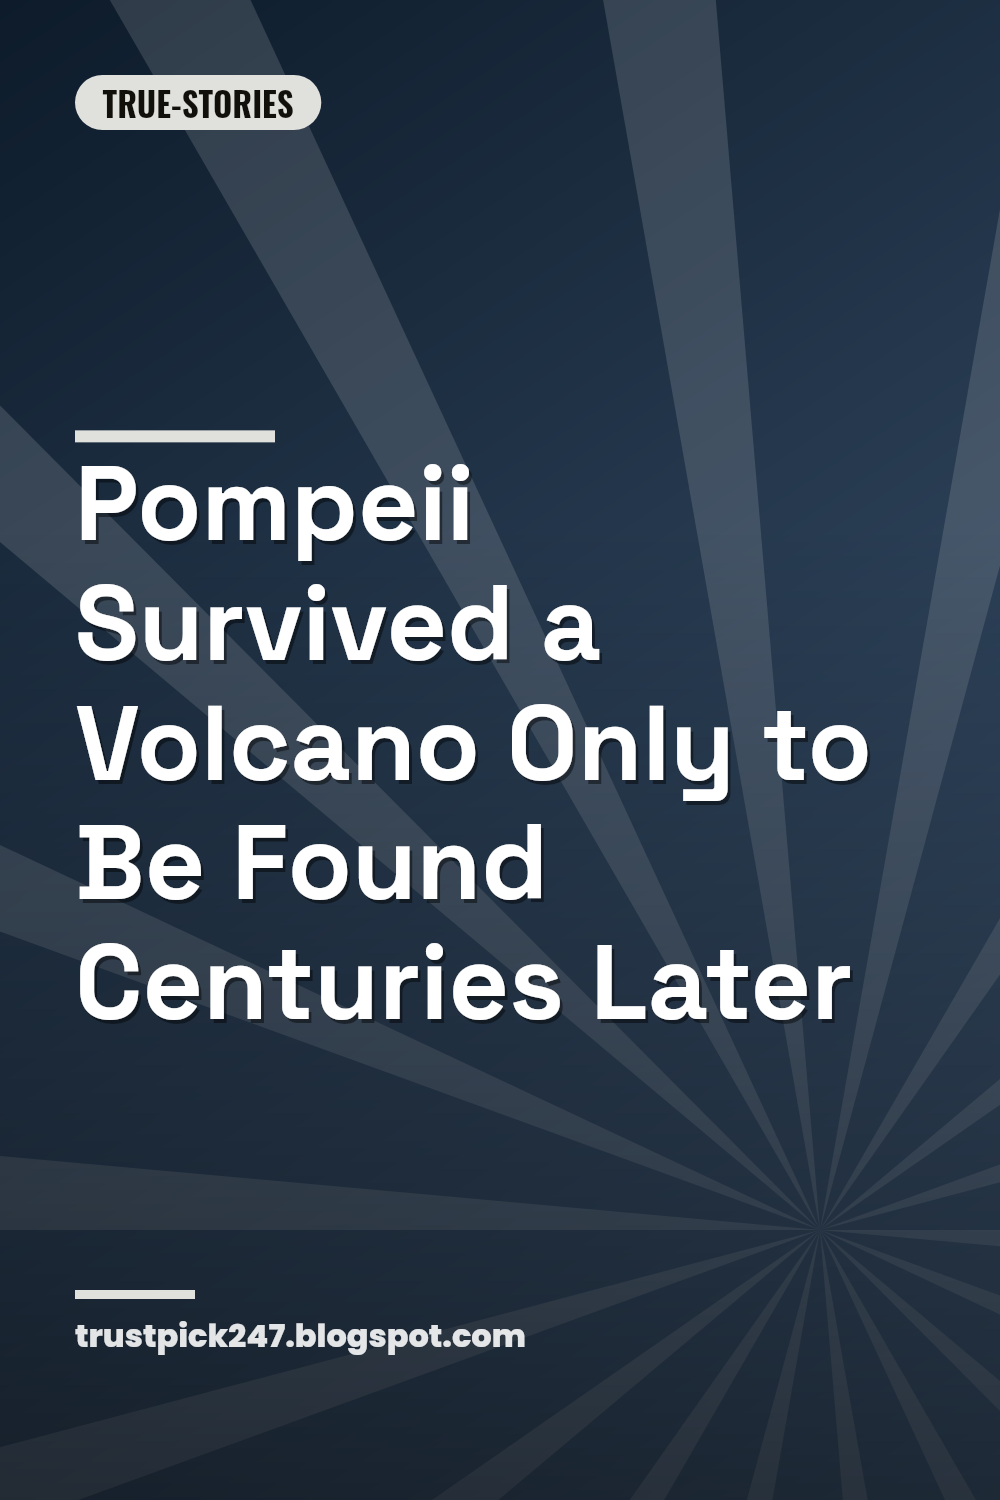 TRUE-STORIES
Pompeii
Survived a
Volcano Only to
Be Found
Centuries Later
trustpick247.blogspot.com